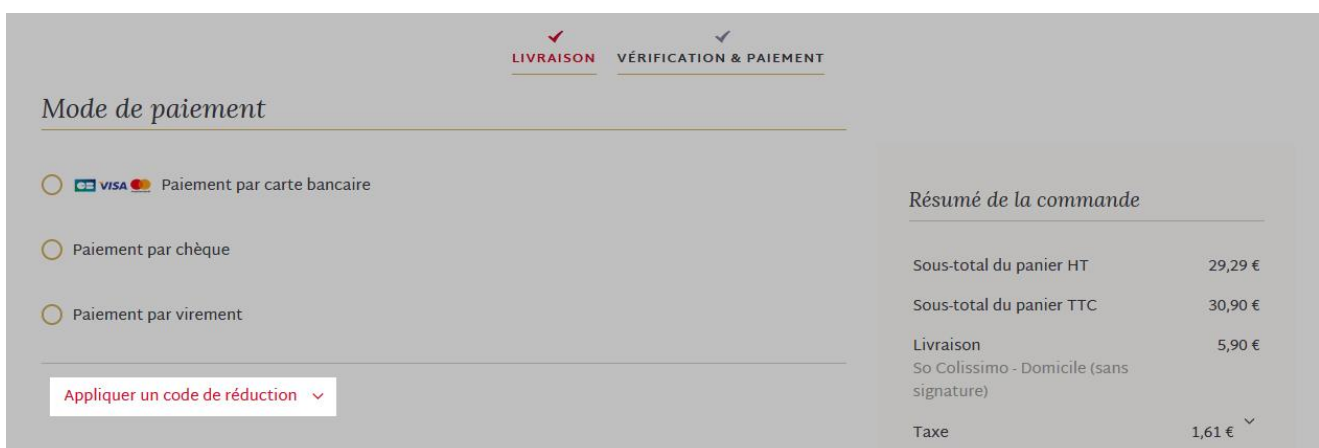 LIVRAISON VÉRIFICATION & PAIEMENT
Mode de paiement
CB VISA Paiement par carte bancaire
Paiement par chèque
Paiement par virement
Appliquer un code de réduction
Résumé de la commande
Sous-total du panier HT 29,29 €
Sous-total du panier TTC 30,90 €
Livraison 5,90 €
So Colissimo - Domicile (sans
signature)
Taxe 1,61 €